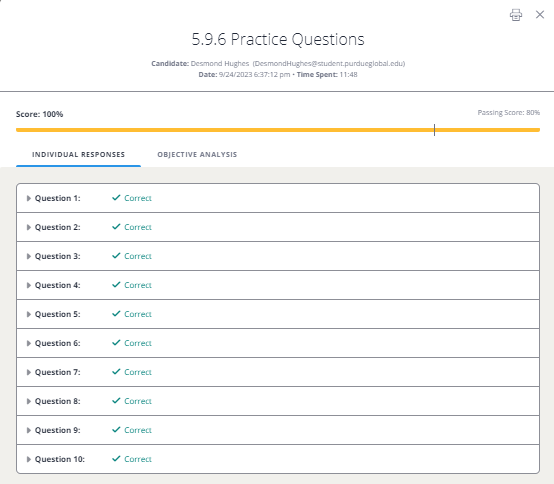 5.9.6 Practice Questions
Candidate: Desmond Hughes (DesmondHughes@student.purdueglobal.edu)
Date: 9/24/2023 6:37:12 pm • Time Spent: 11:48
Score: 100%
Passing Score: 80%
INDIVIDUAL RESPONSES
OBJECTIVE ANALYSIS
Question 1: Correct
Question 2: Correct
Question 3: Correct
Question 4: Correct
Question 5: Correct
Question 6: Correct
Question 7: Correct
Question 8: Correct
Question 9: Correct
Question 10: Correct